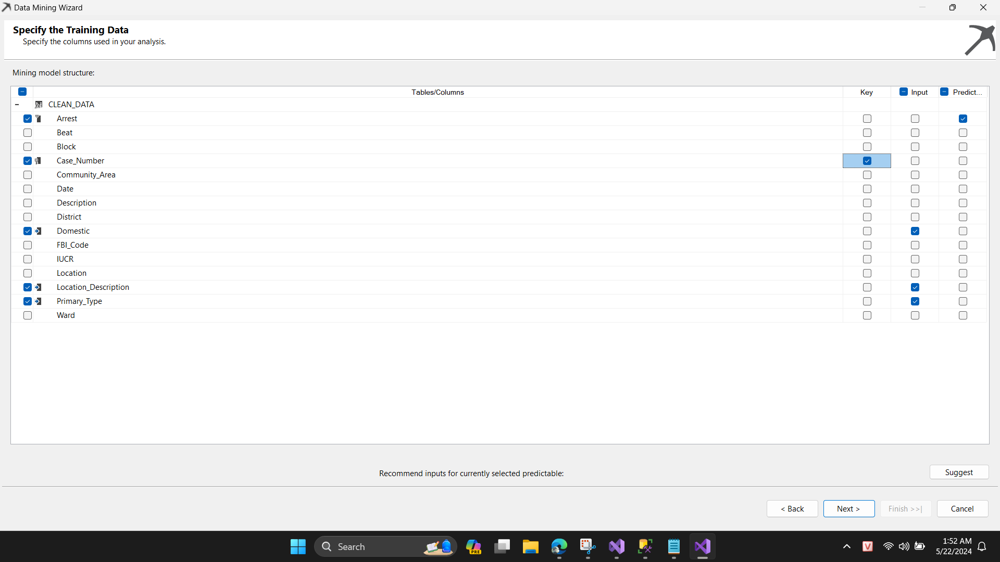 Data Mining Wizard
Specify the Training Data
Specify the columns used in your analysis.
Mining model structure:
Tables/Columns Key Input Predict...
CLEAN_DATA
Arrest
Beat
Block
Case_Number
Community_Area
Date
Description
District
Domestic
FBI_Code
IUCR
Location
Location_Description
Primary_Type
Ward
Recommend inputs for currently selected predictable: Suggest
< Back Next > Finish >>| Cancel
Search PRE V 1:52 AM
5/22/2024